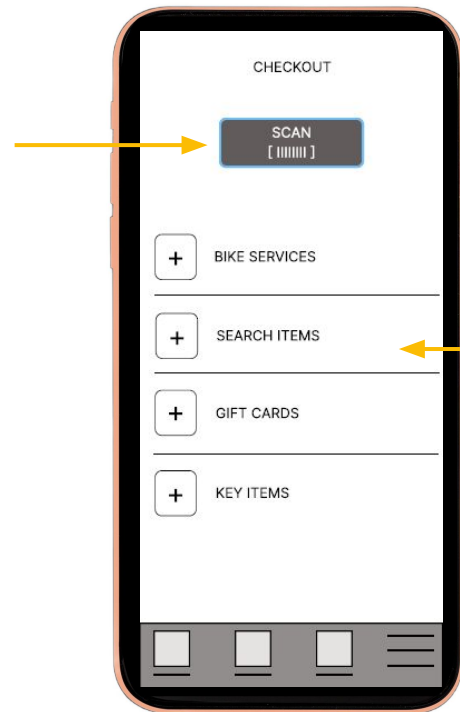 CHECKOUT
SCAN
[ ||||||||| ]
+ BIKE SERVICES
+ SEARCH ITEMS
+ GIFT CARDS
+ KEY ITEMS